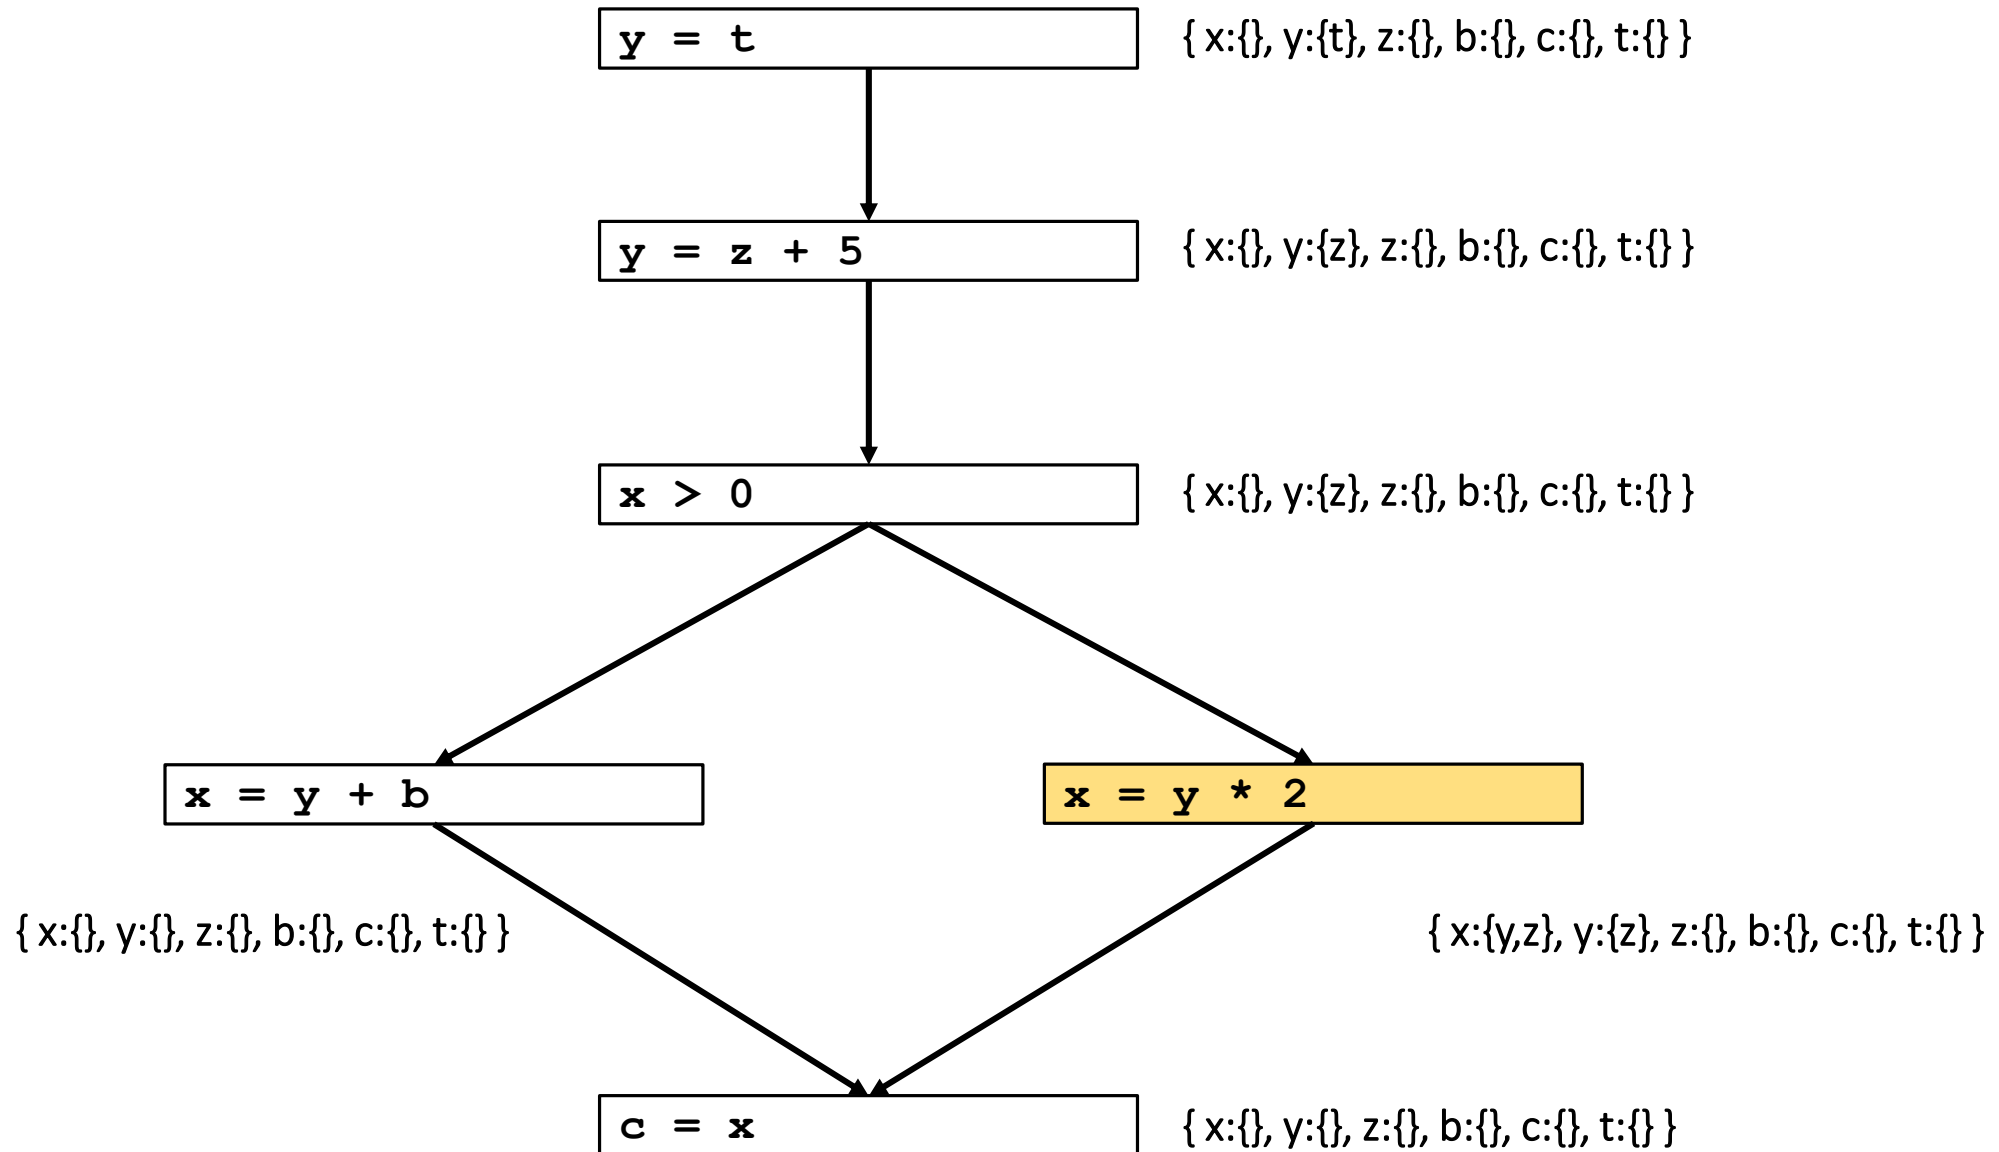 y = t
{ x:{}, y:{t}, z:{}, b:{}, c:{}, t:{} }
y = z + 5
{ x:{}, y:{z}, z:{}, b:{}, c:{}, t:{} }
x > 0
{ x:{}, y:{z}, z:{}, b:{}, c:{}, t:{} }
x = y + b
x = y * 2
{ x:{}, y:{}, z:{}, b:{}, c:{}, t:{} }
{ x:{y,z}, y:{z}, z:{}, b:{}, c:{}, t:{} }
c = x
{ x:{}, y:{}, z:{}, b:{}, c:{}, t:{} }